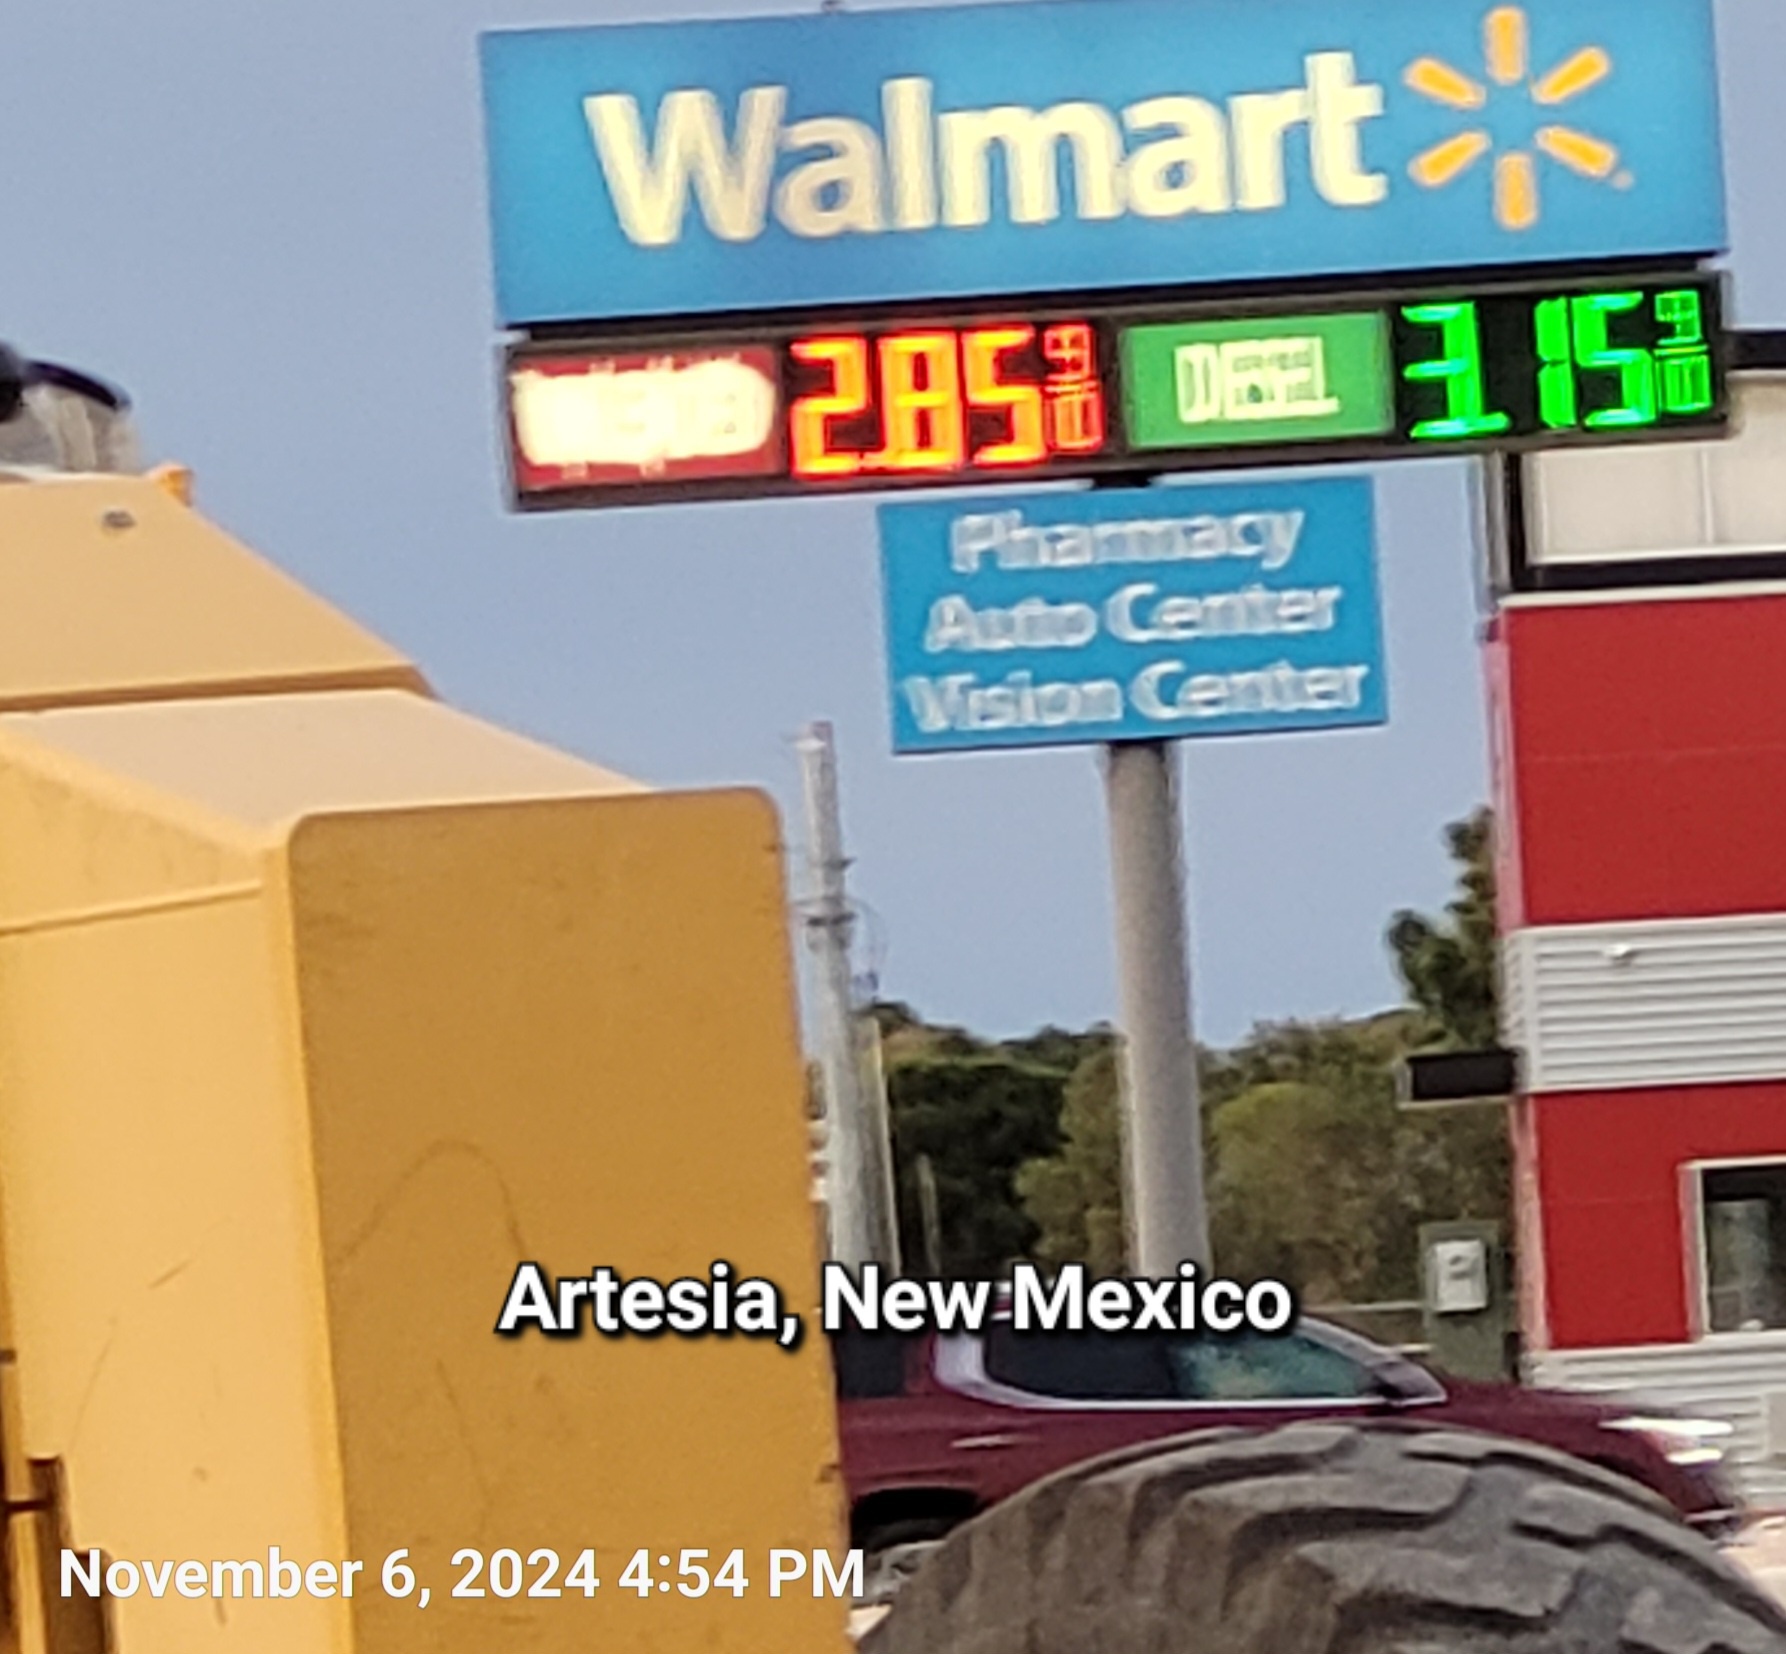 Walmart
2.85 9/10 DIESEL 3.15 9/10
Pharmacy
Auto Center
Vision Center
Artesia, New Mexico
November 6, 2024 4:54 PM